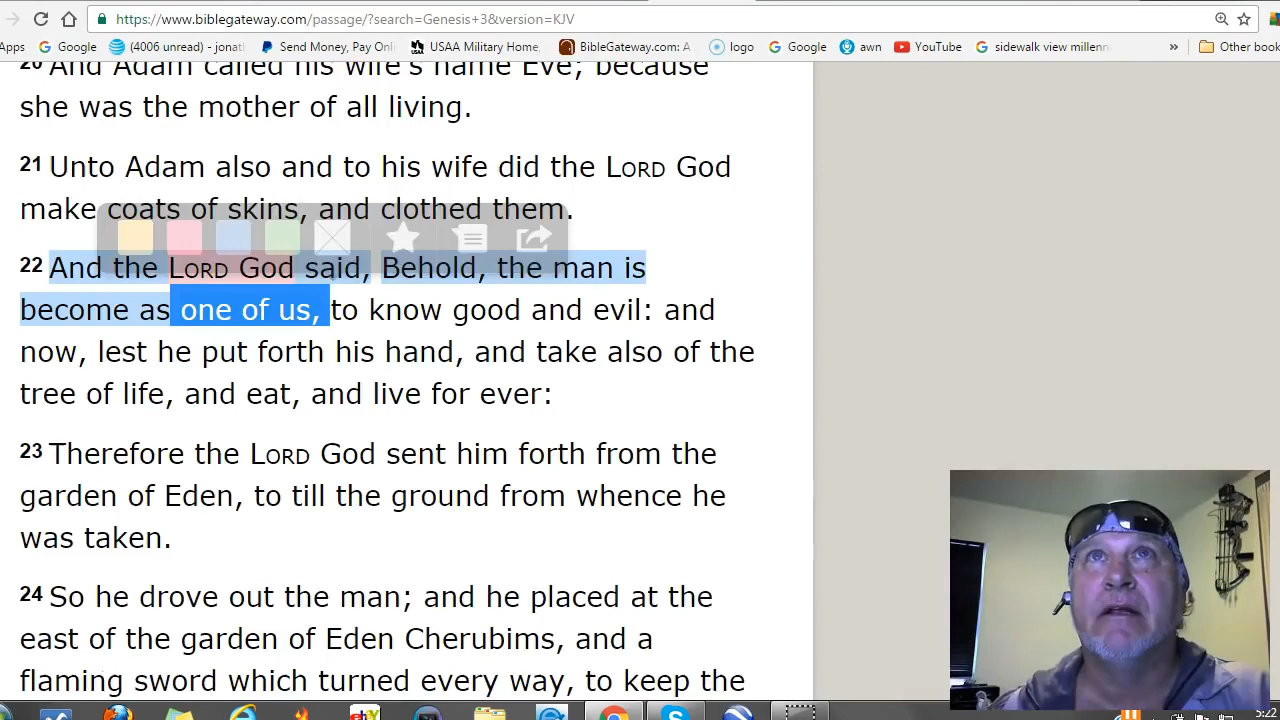 https://www.biblegateway.com/passage/?search=Genesis+3&version=KJV
Apps Google (4006 unread) - jonatl Send Money, Pay Onli USAA Military Home, BibleGateway.com: A logo Google awn YouTube sidewalk view millenn » Other book
20 And Adam called his wife's name Eve; because
she was the mother of all living.
21 Unto Adam also and to his wife did the LORD God
make coats of skins, and clothed them.
22 And the LORD God said, Behold, the man is
become as one of us, to know good and evil: and
now, lest he put forth his hand, and take also of the
tree of life, and eat, and live for ever:
23 Therefore the LORD God sent him forth from the
garden of Eden, to till the ground from whence he
was taken.
24 So he drove out the man; and he placed at the
east of the garden of Eden Cherubims, and a
flaming sword which turned every way, to keep the
ebY
5:22